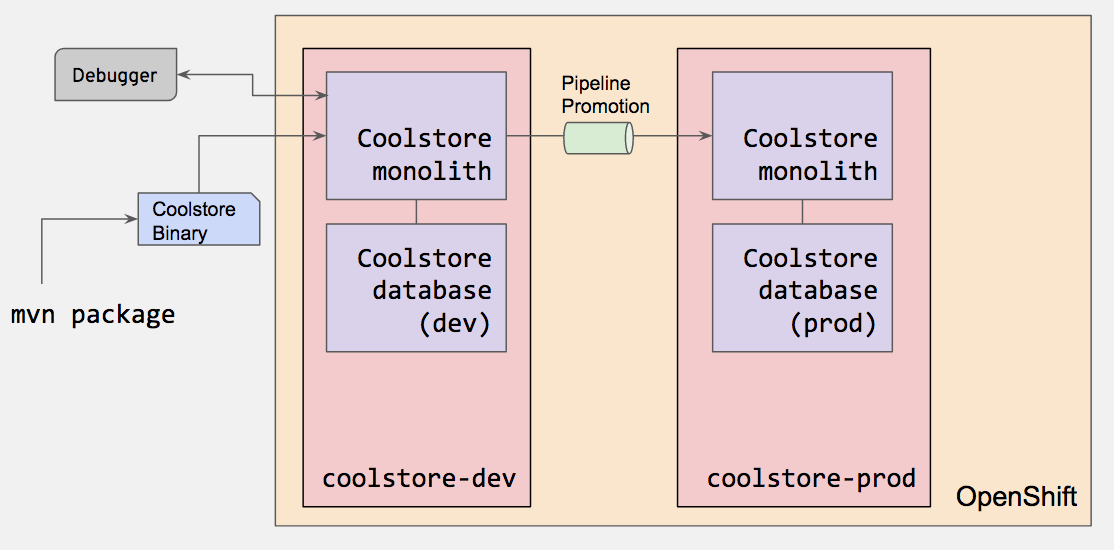 Debugger
Coolstore
Binary
mvn package
Coolstore
monolith
Coolstore
database
(dev)
coolstore-dev
Pipeline
Promotion
Coolstore
monolith
Coolstore
database
(prod)
coolstore-prod
OpenShift